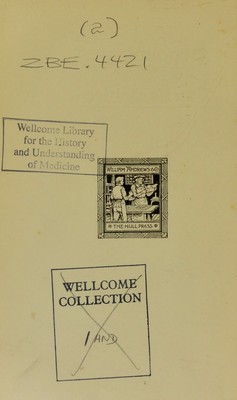 (2)
ZBE.4421
Wellcome Library
for the History
and Understanding
of Medicine
WILLIAM ANDREWS & CO
THE HULL PRESS
WELLCOME
COLLECTION
1 AND